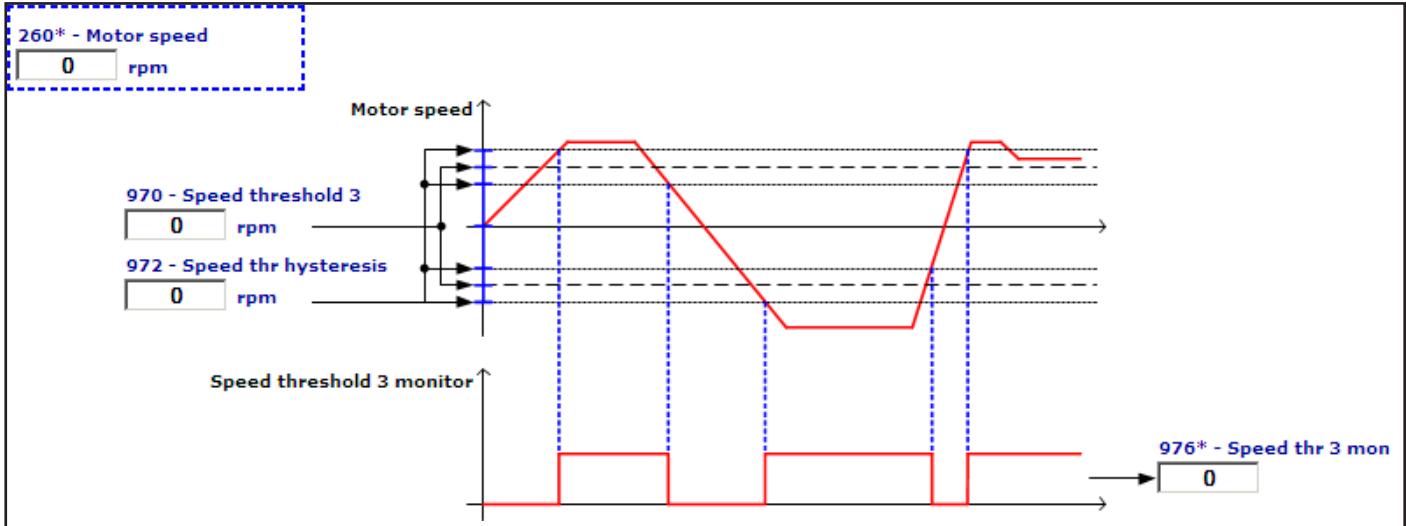 260* - Motor speed
0 rpm
Motor speed
970 - Speed threshold 3
0 rpm
972 - Speed thr hysteresis
0 rpm
Speed threshold 3 monitor
976* - Speed thr 3 mon
0